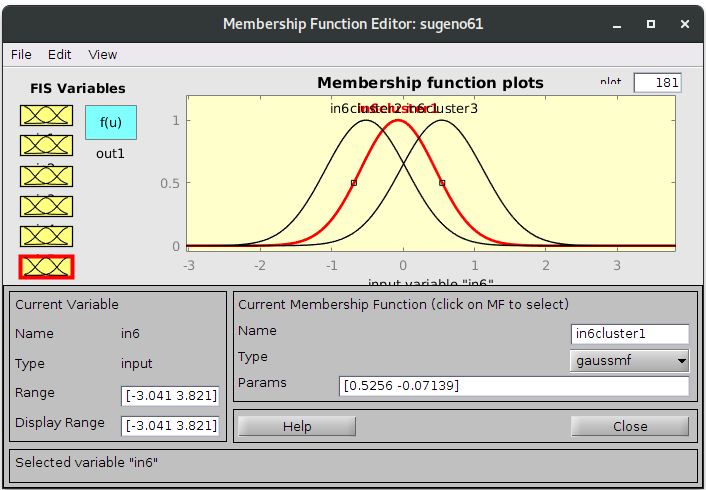 Membership Function Editor: sugeno61
File Edit View
FIS Variables
f(u)
out1
Membership function plots
181
in6cluster3
1
0.5
0
-3 -2 -1 0 1 2 3
input variable "in6"
Current Variable
Name in6
Type input
Range [-3.041 3.821]
Display Range [-3.041 3.821]
Current Membership Function (click on MF to select)
Name in6cluster1
Type gaussmf
Params [0.5256 -0.07139]
Help Close
Selected variable "in6"